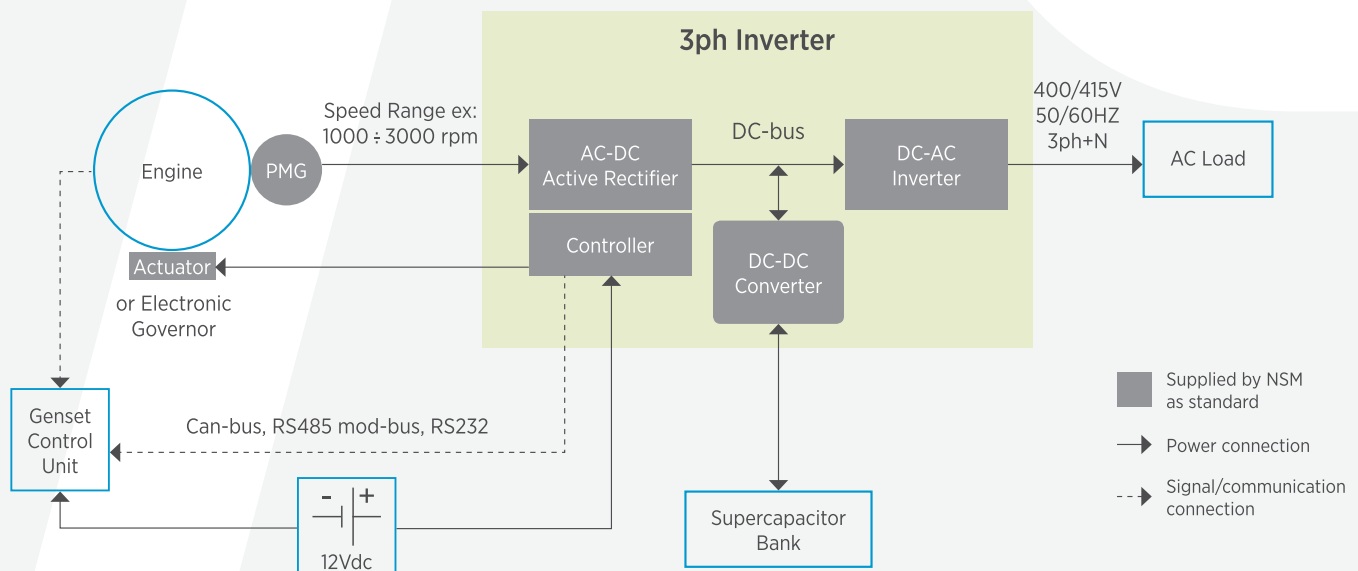 3ph Inverter
Speed Range ex:
1000 ÷ 3000 rpm
Engine
PMG
AC-DC
Active Rectifier
DC-bus
DC-AC
Inverter
400/415V
50/60HZ
3ph+N
AC Load
Controller
Actuator
or Electronic
Governor
DC-DC
Converter
Genset
Control
Unit
Can-bus, RS485 mod-bus, RS232
- +
12Vdc
Supercapacitor
Bank
Supplied by NSM
as standard
Power connection
Signal/communication
connection